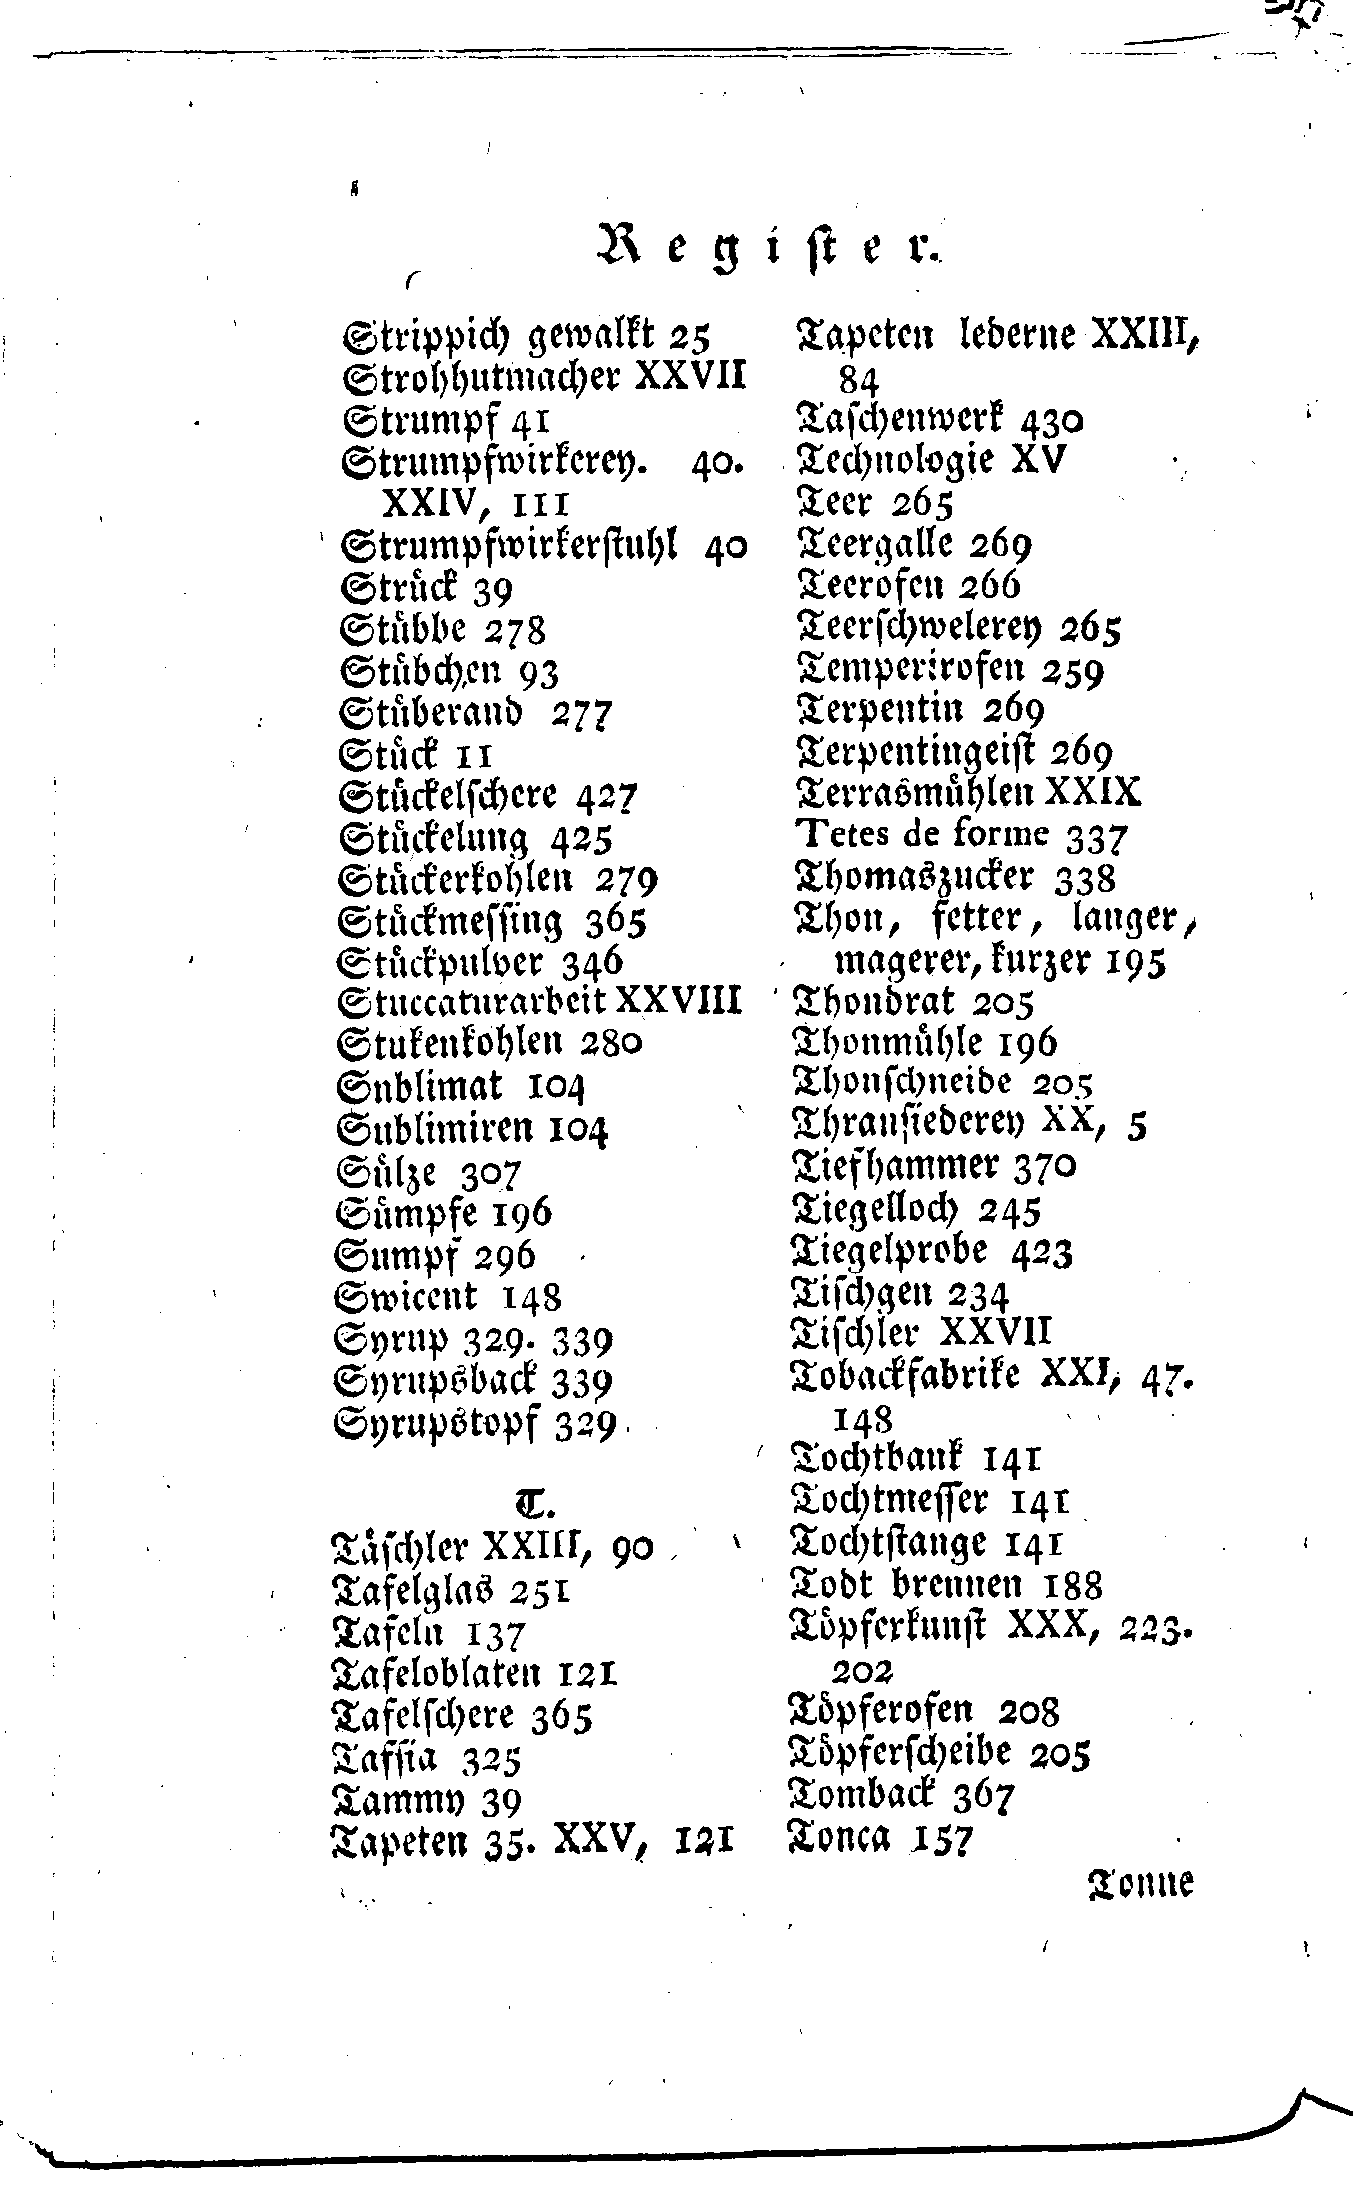 Register.
Strippich gewalkt 25
Strohhutmacher XXVII
Strumpf 41
Strumpfwirkerey. 40.
XXIV, 111
Strumpfwirkerstuhl 40
Strück 39
Stübbe 278
Stübchen 93
Stüberand 277
Stück 11
Stückelschere 427
Stückelung 425
Stückerkohlen 279
Stückmessing 365
Stückpulver 346
Stuccaturarbeit XXVIII
Stukenkohlen 280
Sublimat 104
Sublimiren 104
Sülze 307
Sümpfe 196
Sumpf 296
Swicent 148
Syrup 329. 339
Syrupsback 339
Syrupstopf 329
T.
Täschler XXIII, 90
Tafelglas 251
Tafeln 137
Tafeloblaten 121
Tafelschere 365
Taffia 325
Tammy 39
Tapeten 35. XXV, 121
Tapeten lederne XXIII,
84
Taschenwerk 430
Technologie XV
Teer 265
Teergalle 269
Teerofen 266
Teerschwelerey 265
Temperirofen 259
Terpentin 269
Terpentingeist 269
Terrasmühlen XXIX
Tetes de forme 337
Thomaszucker 338
Thon, fetter, langer,
magerer, kurzer 195
Thondrat 205
Thonmühle 196
Thonschneide 205
Thransiederey XX, 5
Tiefhammer 370
Tiegelloch 245
Tiegelprobe 423
Tischgen 234
Tischler XXVII
Tobackfabrike XXI, 47.
148
Tochtbank 141
Tochtmesser 141
Tochtstange 141
Todt brennen 188
Töpferkunst XXX, 223.
202
Töpferofen 208
Töpferscheibe 205
Tomback 367
Tonca 157
Tonne